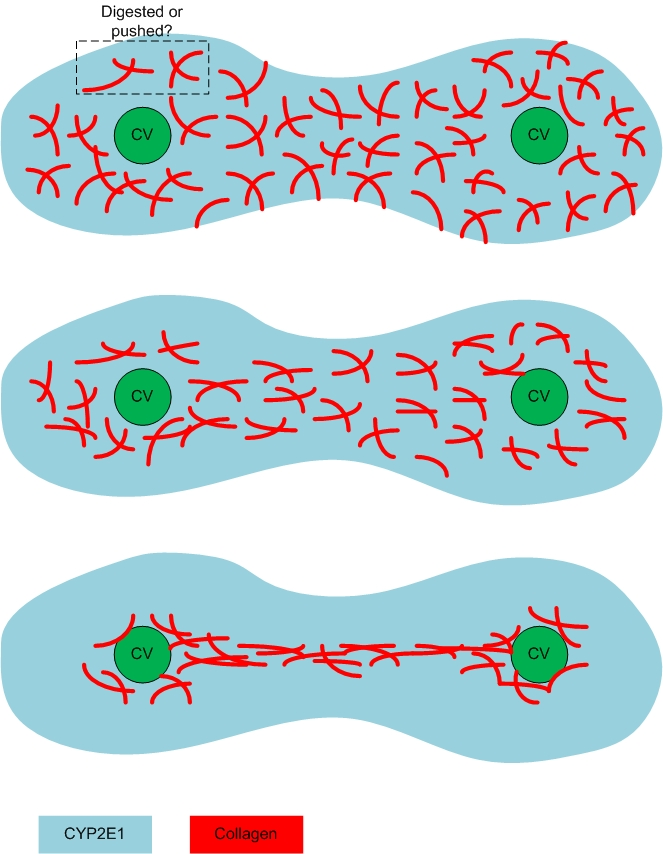 Digested or
pushed?
CV
CV
CV
CV
CV
CV
CYP2E1
Collagen